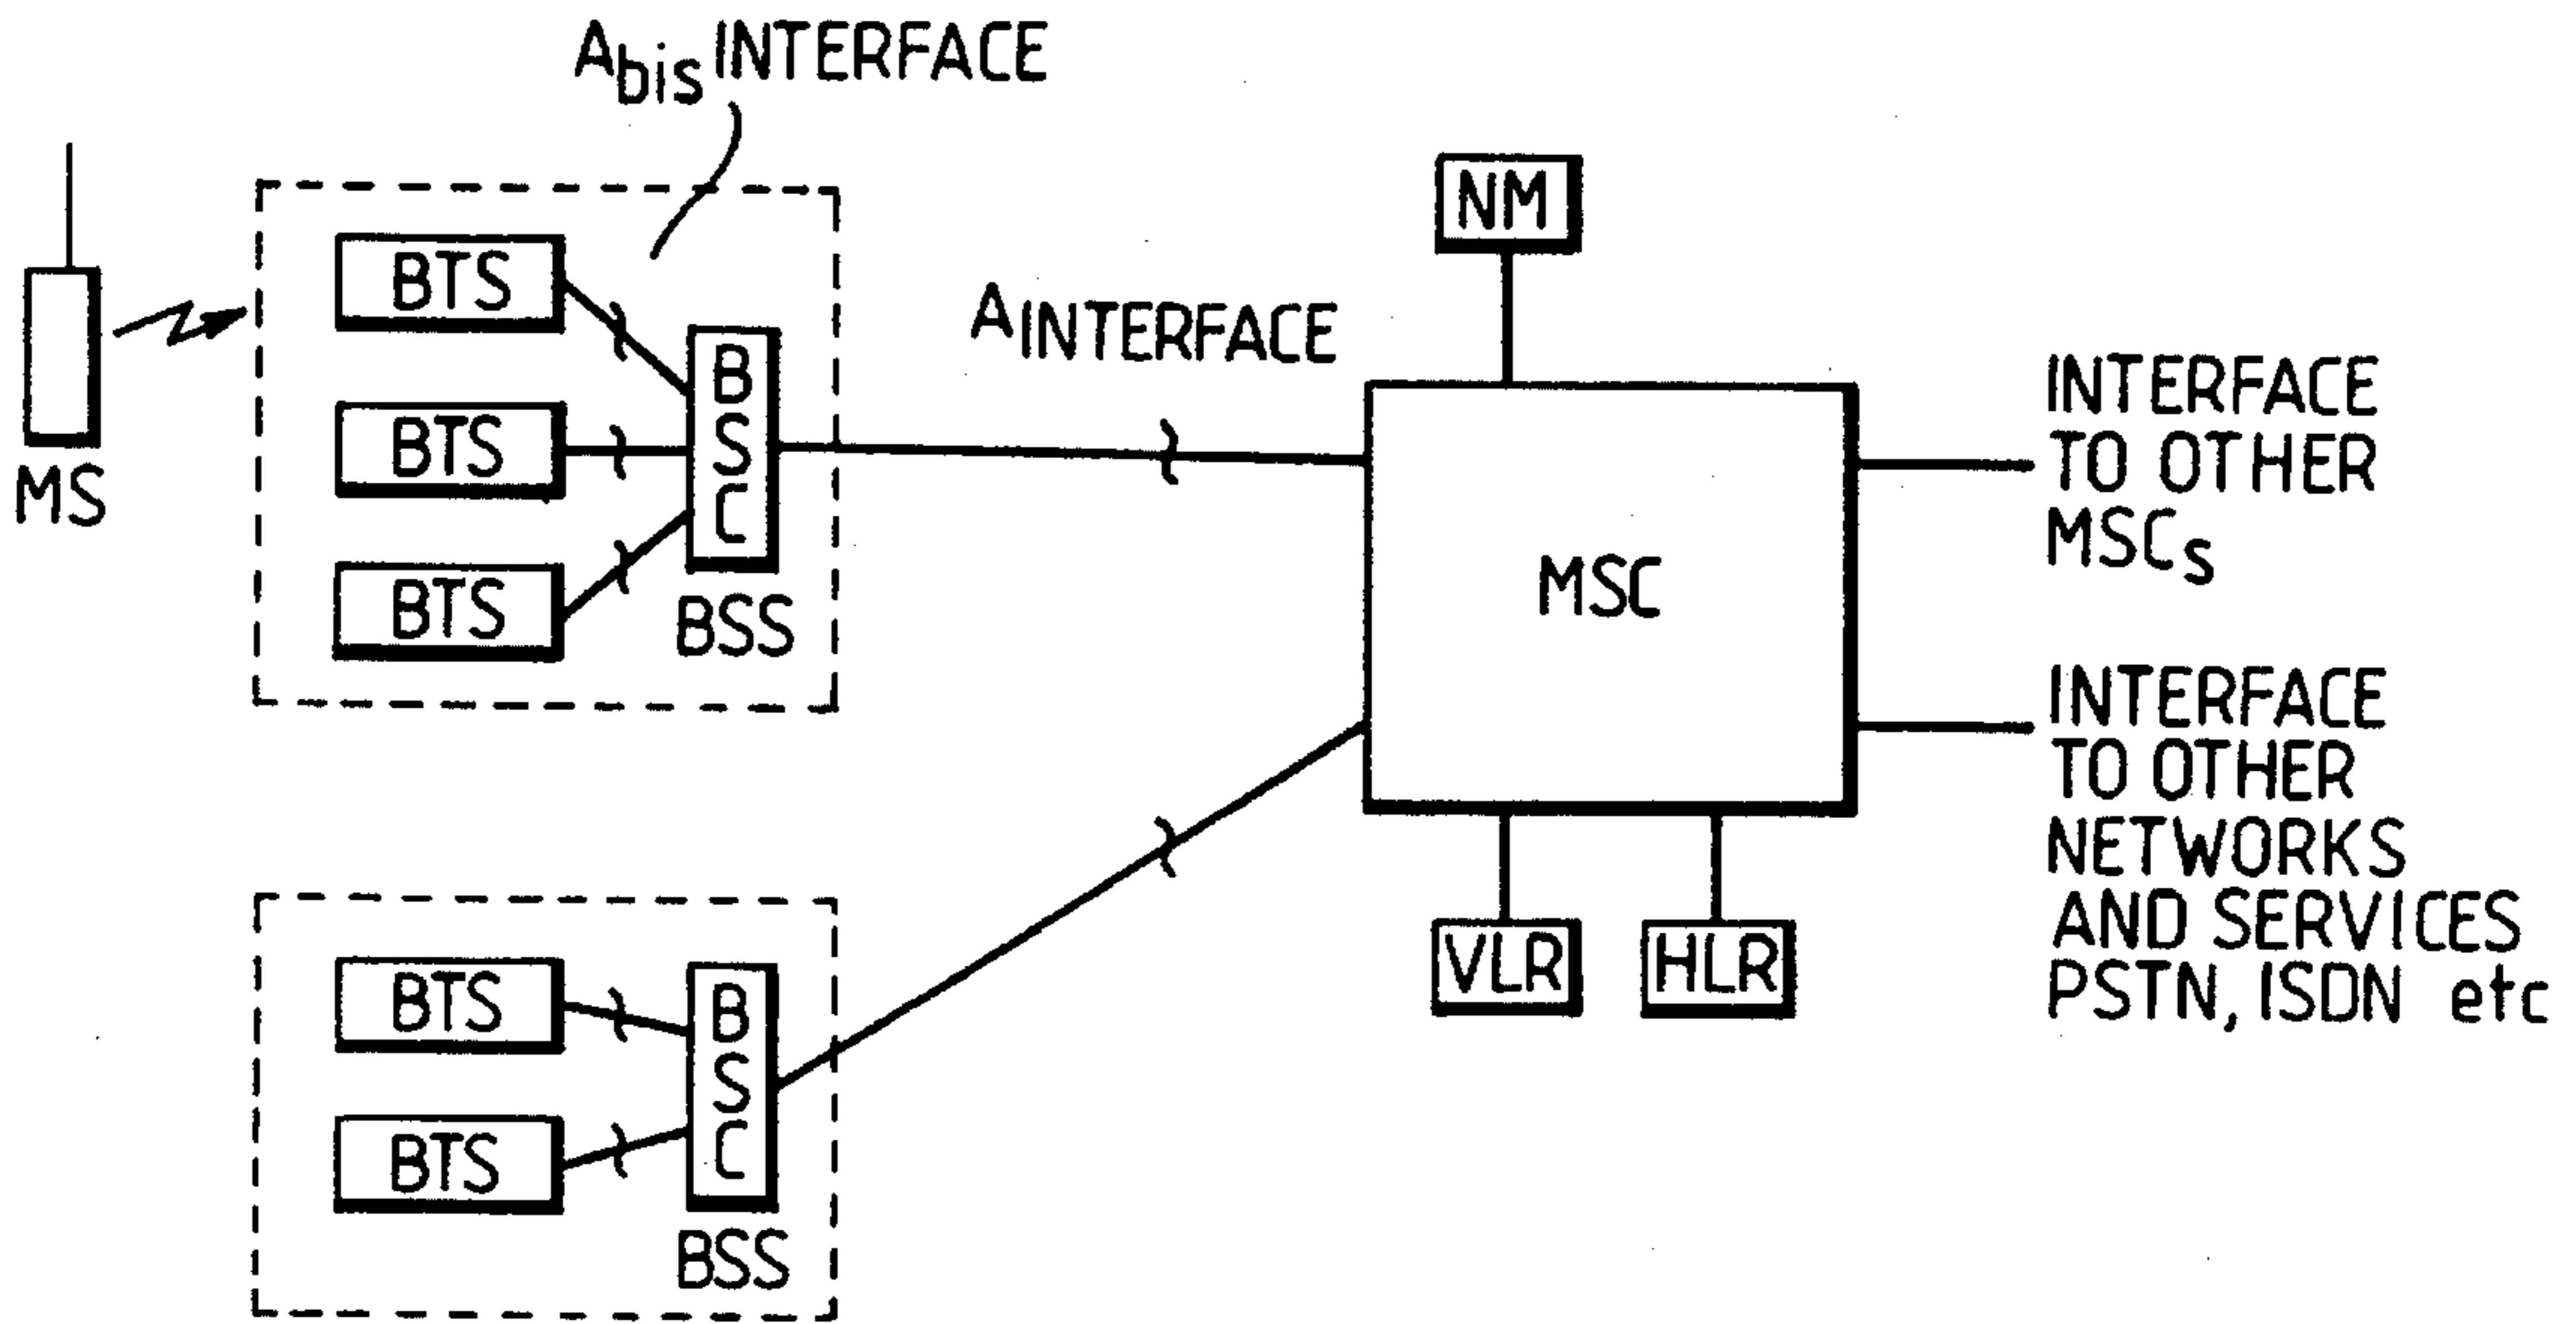 Abis INTERFACE
MS
BTS
BTS
BTS
B
S
C
BSS
A INTERFACE
NM
MSC
VLR
HLR
INTERFACE
TO OTHER
MSCs
INTERFACE
TO OTHER
NETWORKS
AND SERVICES
PSTN, ISDN etc
BTS
BTS
B
S
C
BSS